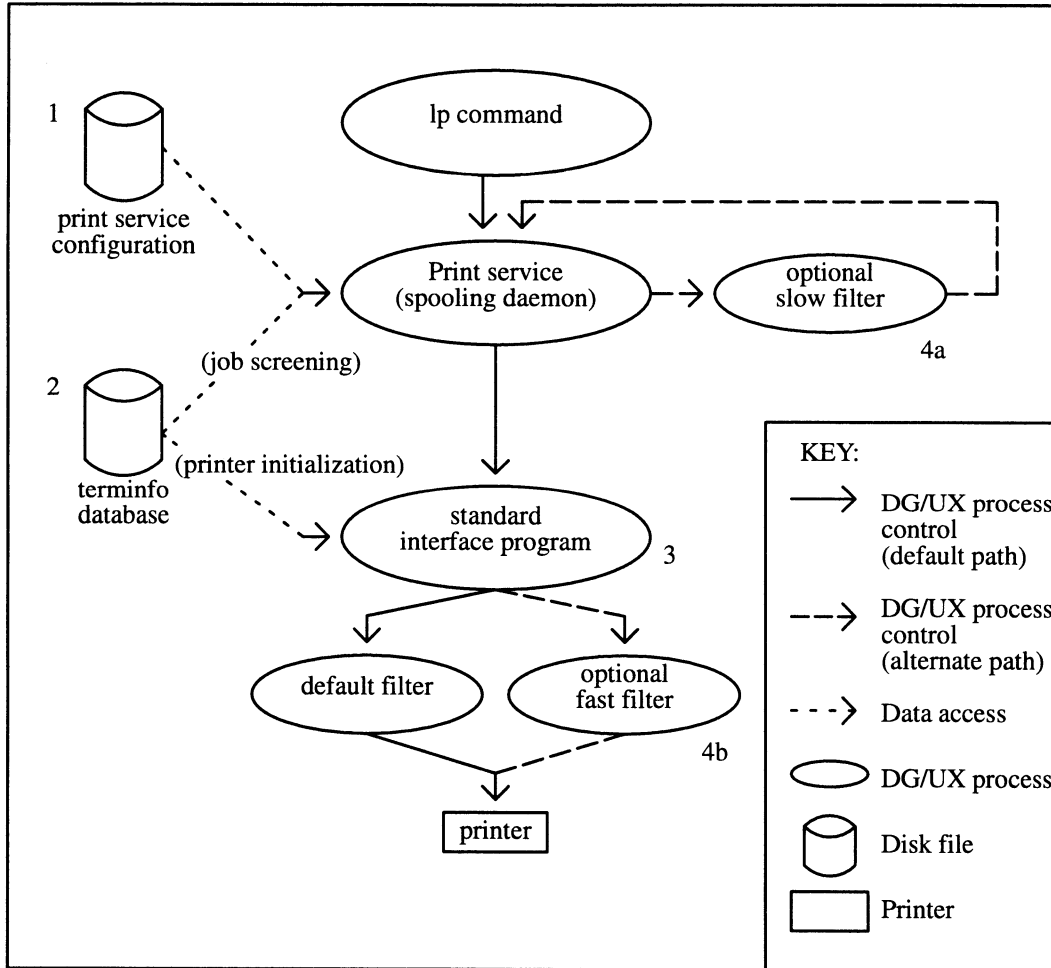 1
lp command
print service
configuration
Print service
(spooling daemon)
optional
slow filter
4a
(job screening)
2
(printer initialization)
terminfo
database
standard
interface program
3
default filter
optional
fast filter
4b
printer
KEY:
DG/UX process
control
(default path)
DG/UX process
control
(alternate path)
Data access
DG/UX process
Disk file
Printer